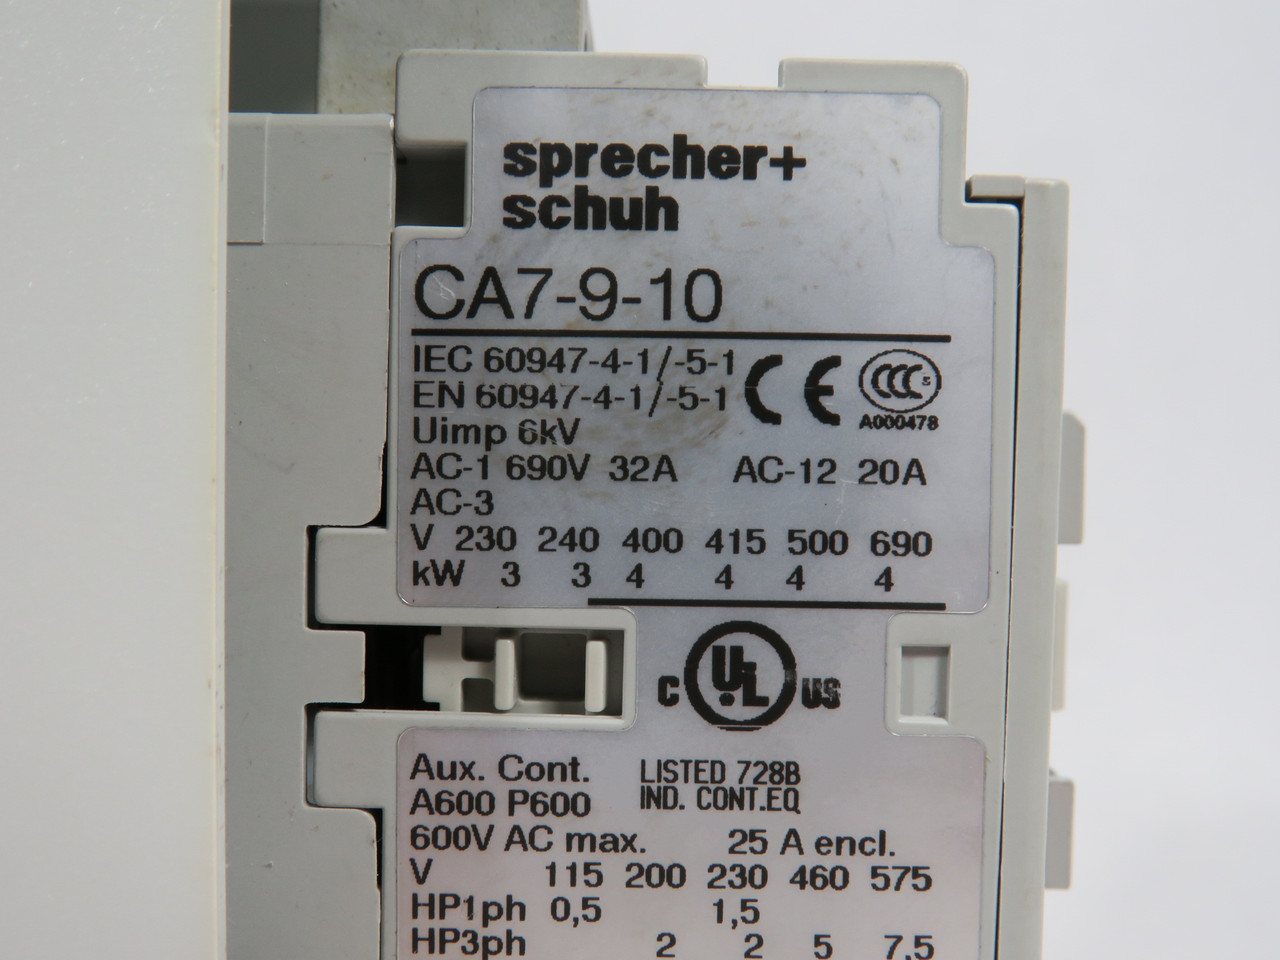 sprecher+
schuh
CA7-9-10
IEC 60947-4-1/-5-1
EN 60947-4-1/-5-1
CE
CCC S
A000478
Uimp 6kV
AC-1 690V 32A AC-12 20A
AC-3
V 230 240 400 415 500 690
kW 3 3 4 4 4 4
C UL US
Aux. Cont. LISTED 728B
A600 P600 IND. CONT.EQ
600V AC max. 25 A encl.
V 115 200 230 460 575
HP1ph 0,5 1,5
HP3ph 2 2 5 7,5